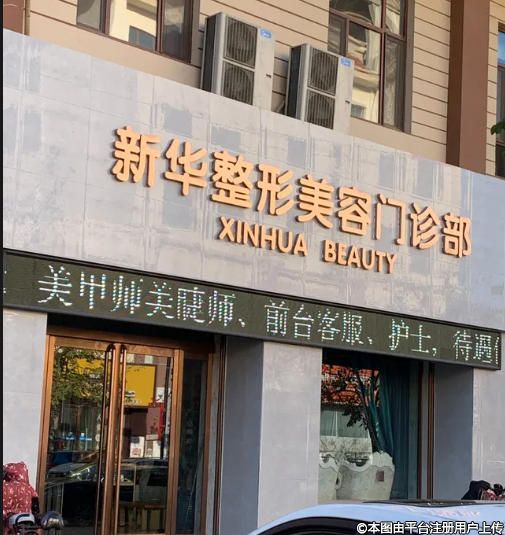 新华整形美容门诊部
XINHUA BEAUTY
美甲师美睫师、前台客服、护士，待遇
©本图由平台注册用户上传